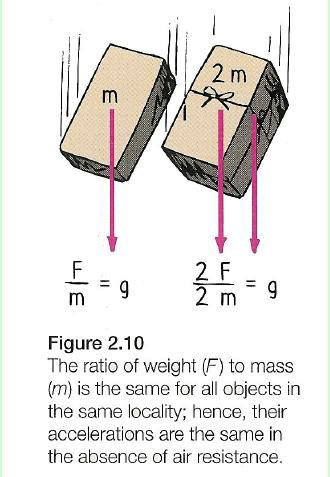 m
2 m
F/m = g
2 F/2 m = g
Figure 2.10
The ratio of weight (F) to mass
(m) is the same for all objects in
the same locality; hence, their
accelerations are the same in
the absence of air resistance.